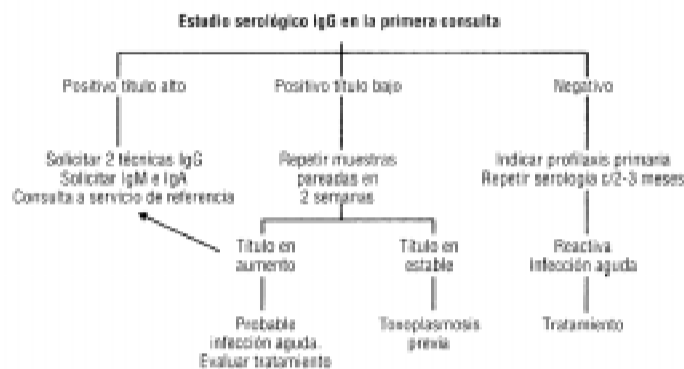 Estudio serológico IgG en la primera consulta
Positivo título alto
Positivo título bajo
Negativo
Solicitar 2 técnicas IgG
Solicitar IgM e IgA
Consulta a servicio de referencia
Repetir muestras
pareadas en
2 semanas
Indicar profilaxis primaria
Repetir serología c/2-3 meses
Título en
aumento
Título en
estable
Reactiva
Infección aguda
Probable
infección aguda.
Evaluar tratamiento
Toxoplasmosis
previa
Tratamiento